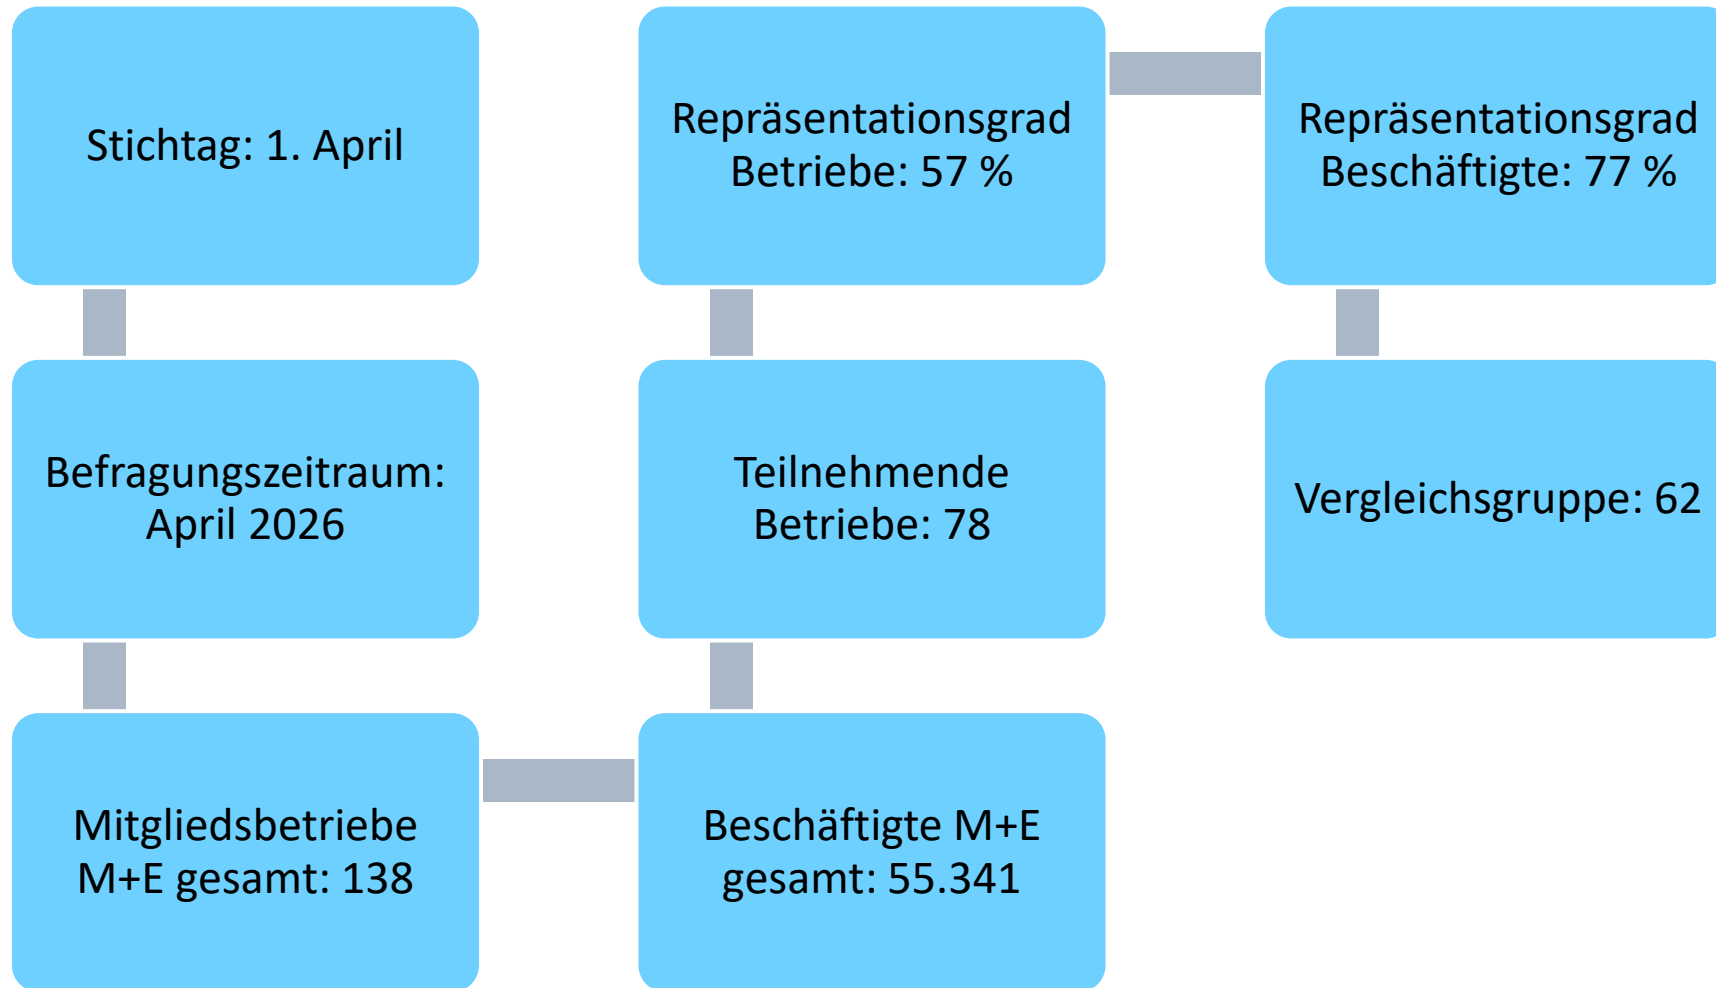 Stichtag: 1. April
Befragungszeitraum:
April 2026
Mitgliedsbetriebe
M+E gesamt: 138
Beschäftigte M+E
gesamt: 55.341
Teilnehmende
Betriebe: 78
Repräsentationsgrad
Betriebe: 57 %
Repräsentationsgrad
Beschäftigte: 77 %
Vergleichsgruppe: 62